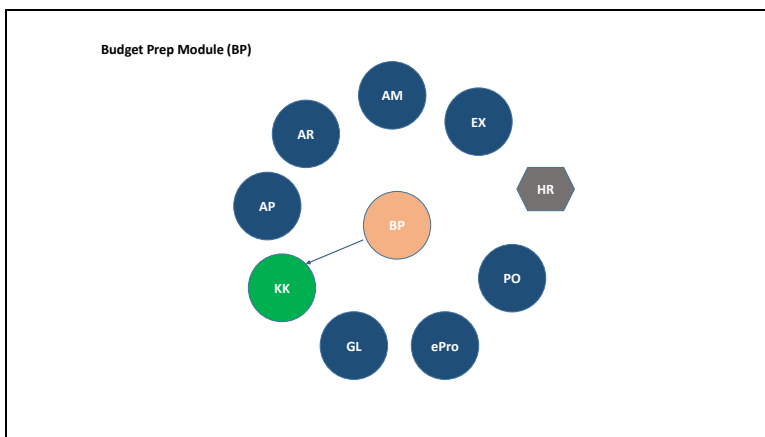 Budget Prep Module (BP)
AM
EX
AR
HR
AP
BP
PO
KK
GL
ePro